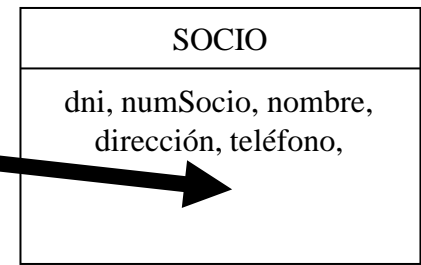 SOCIO
dni, numSocio, nombre,
dirección, teléfono,